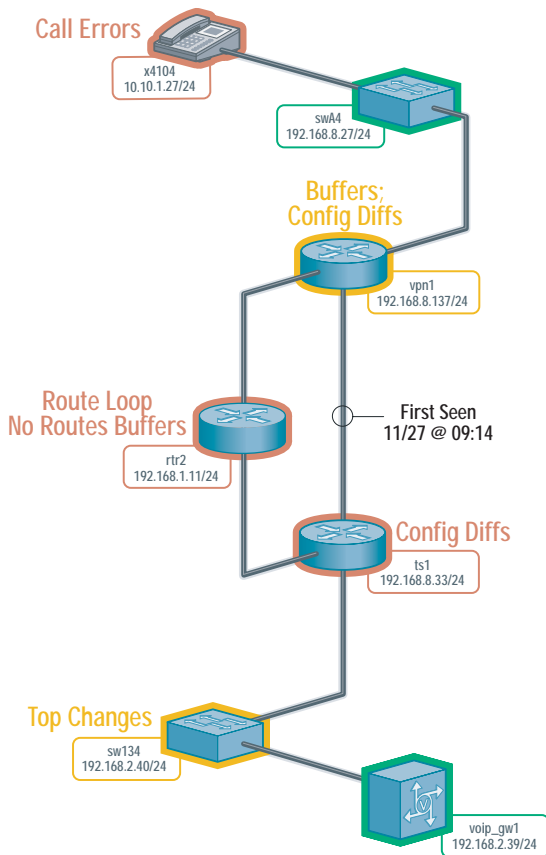 Call Errors
x4104
10.10.1.27/24
swA4
192.168.8.27/24
Buffers;
Config Diffs
vpn1
192.168.8.137/24
Route Loop
No Routes Buffers
rtr2
192.168.1.11/24
First Seen
11/27 @ 09:14
Config Diffs
ts1
192.168.8.33/24
Top Changes
sw134
192.168.2.40/24
V
voip_gw1
192.168.2.39/24